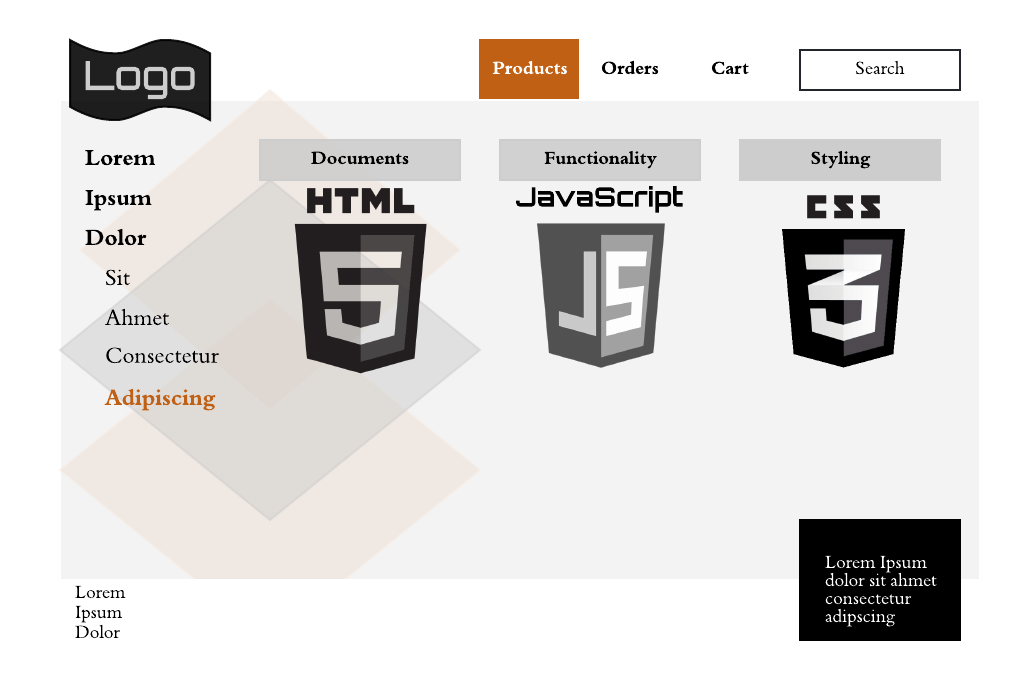 Logo
Products
Orders
Cart
Search
Lorem
Ipsum
Dolor
Sit
Ahmet
Consectetur
Adipiscing
Documents
HTML
5
Functionality
JavaScript
JS
Styling
CSS
3
Lorem
Ipsum
Dolor
Lorem Ipsum
dolor sit ahmet
consectetur
adipscing